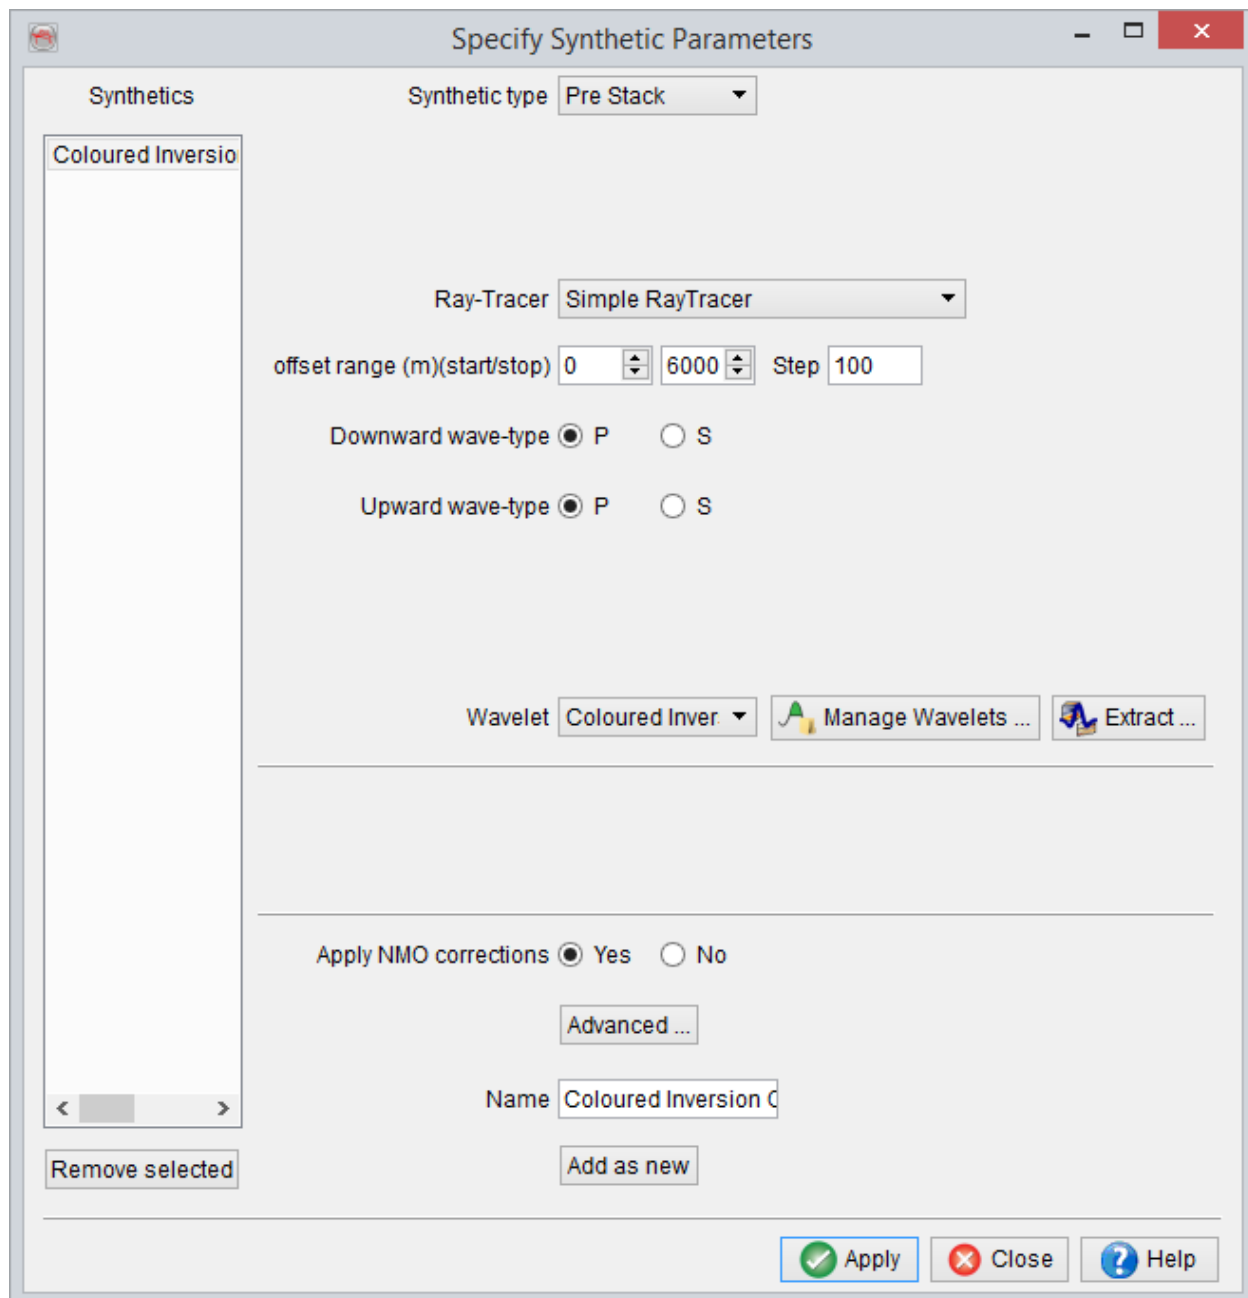 Specify Synthetic Parameters
Synthetics
Synthetic type Pre Stack
Coloured Inversio
Ray-Tracer Simple RayTracer
offset range (m)(start/stop) 0 6000 Step 100
Downward wave-type P S
Upward wave-type P S
Wavelet Coloured Inver Manage Wavelets ... Extract ...
Apply NMO corrections Yes No
Advanced ...
Name Coloured Inversion
Add as new
Remove selected
Apply Close Help